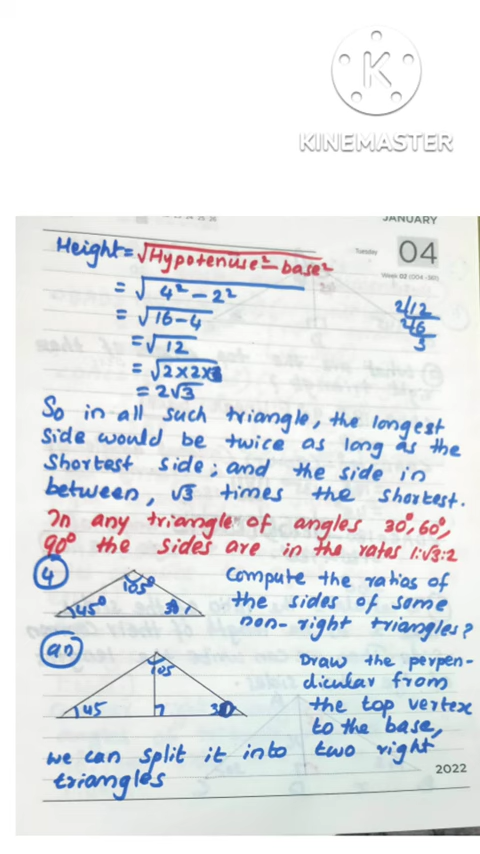 K
KINEMASTER
JANUARY
Tuesday
04
Week 02 (004-361)
Height = √Hypotenuse² - base²
= √4² - 2²
= √16 - 4
= √12
= √2×2×3
= 2√3
2/12
2/6
3
So in all such triangle, the longest
side would be twice as long as the
shortest side; and the side in
between, √3 times the shortest.
In any triangle of angles 30°, 60°,
90° the sides are in the rates 1:√3:2
4
105°
45°
Compute the ratios of
the sides of some
non-right triangles?
an
105
45
Draw the perpen-
dicular from
the top vertex
to the base,
we can split it into two right
triangles
2022